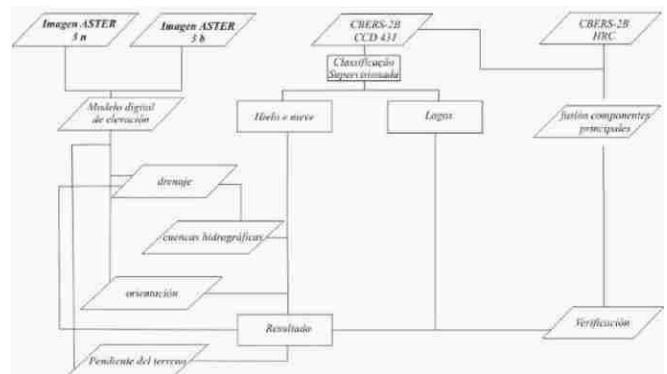 Imagen ASTER
3 n
Imagen ASTER
3 b
CBERS-2B
CCD 431
CBERS-2B
HRC
Classificação
Supervisionada
Modelo digital
de elevación
Hielo e nieve
Lagos
fusión componentes
principales
drenaje
cuencas hidrográficas
orientación
Resultado
Verificación
Pendiente del terreno